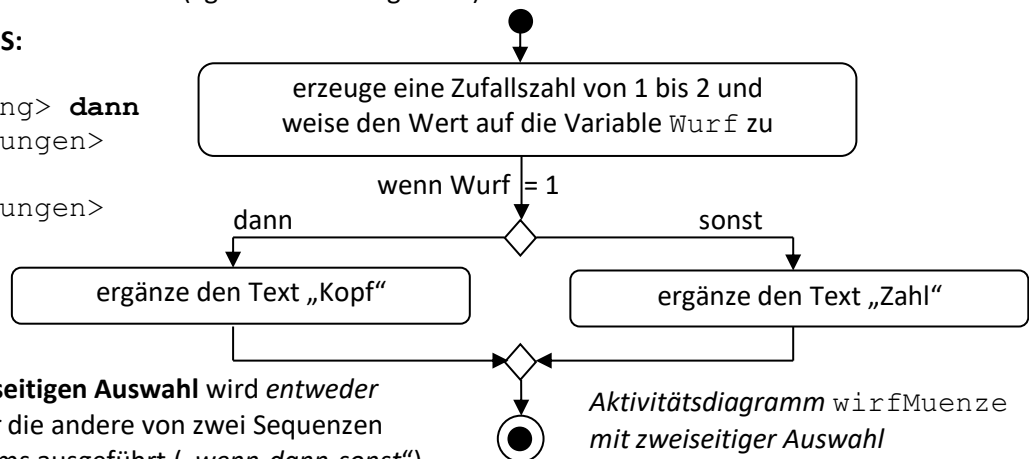 S:
ng> dann
ungen>
ungen>
erzeuge eine Zufallszahl von 1 bis 2 und
weise den Wert auf die Variable Wurf zu
wenn Wurf = 1
dann
sonst
ergänze den Text „Kopf“
ergänze den Text „Zahl“
seitigen Auswahl wird entweder
die andere von zwei Sequenzen
ausgeführt („wenn-dann-sonst“)
Aktivitätsdiagramm wirfMuenze
mit zweiseitiger Auswahl